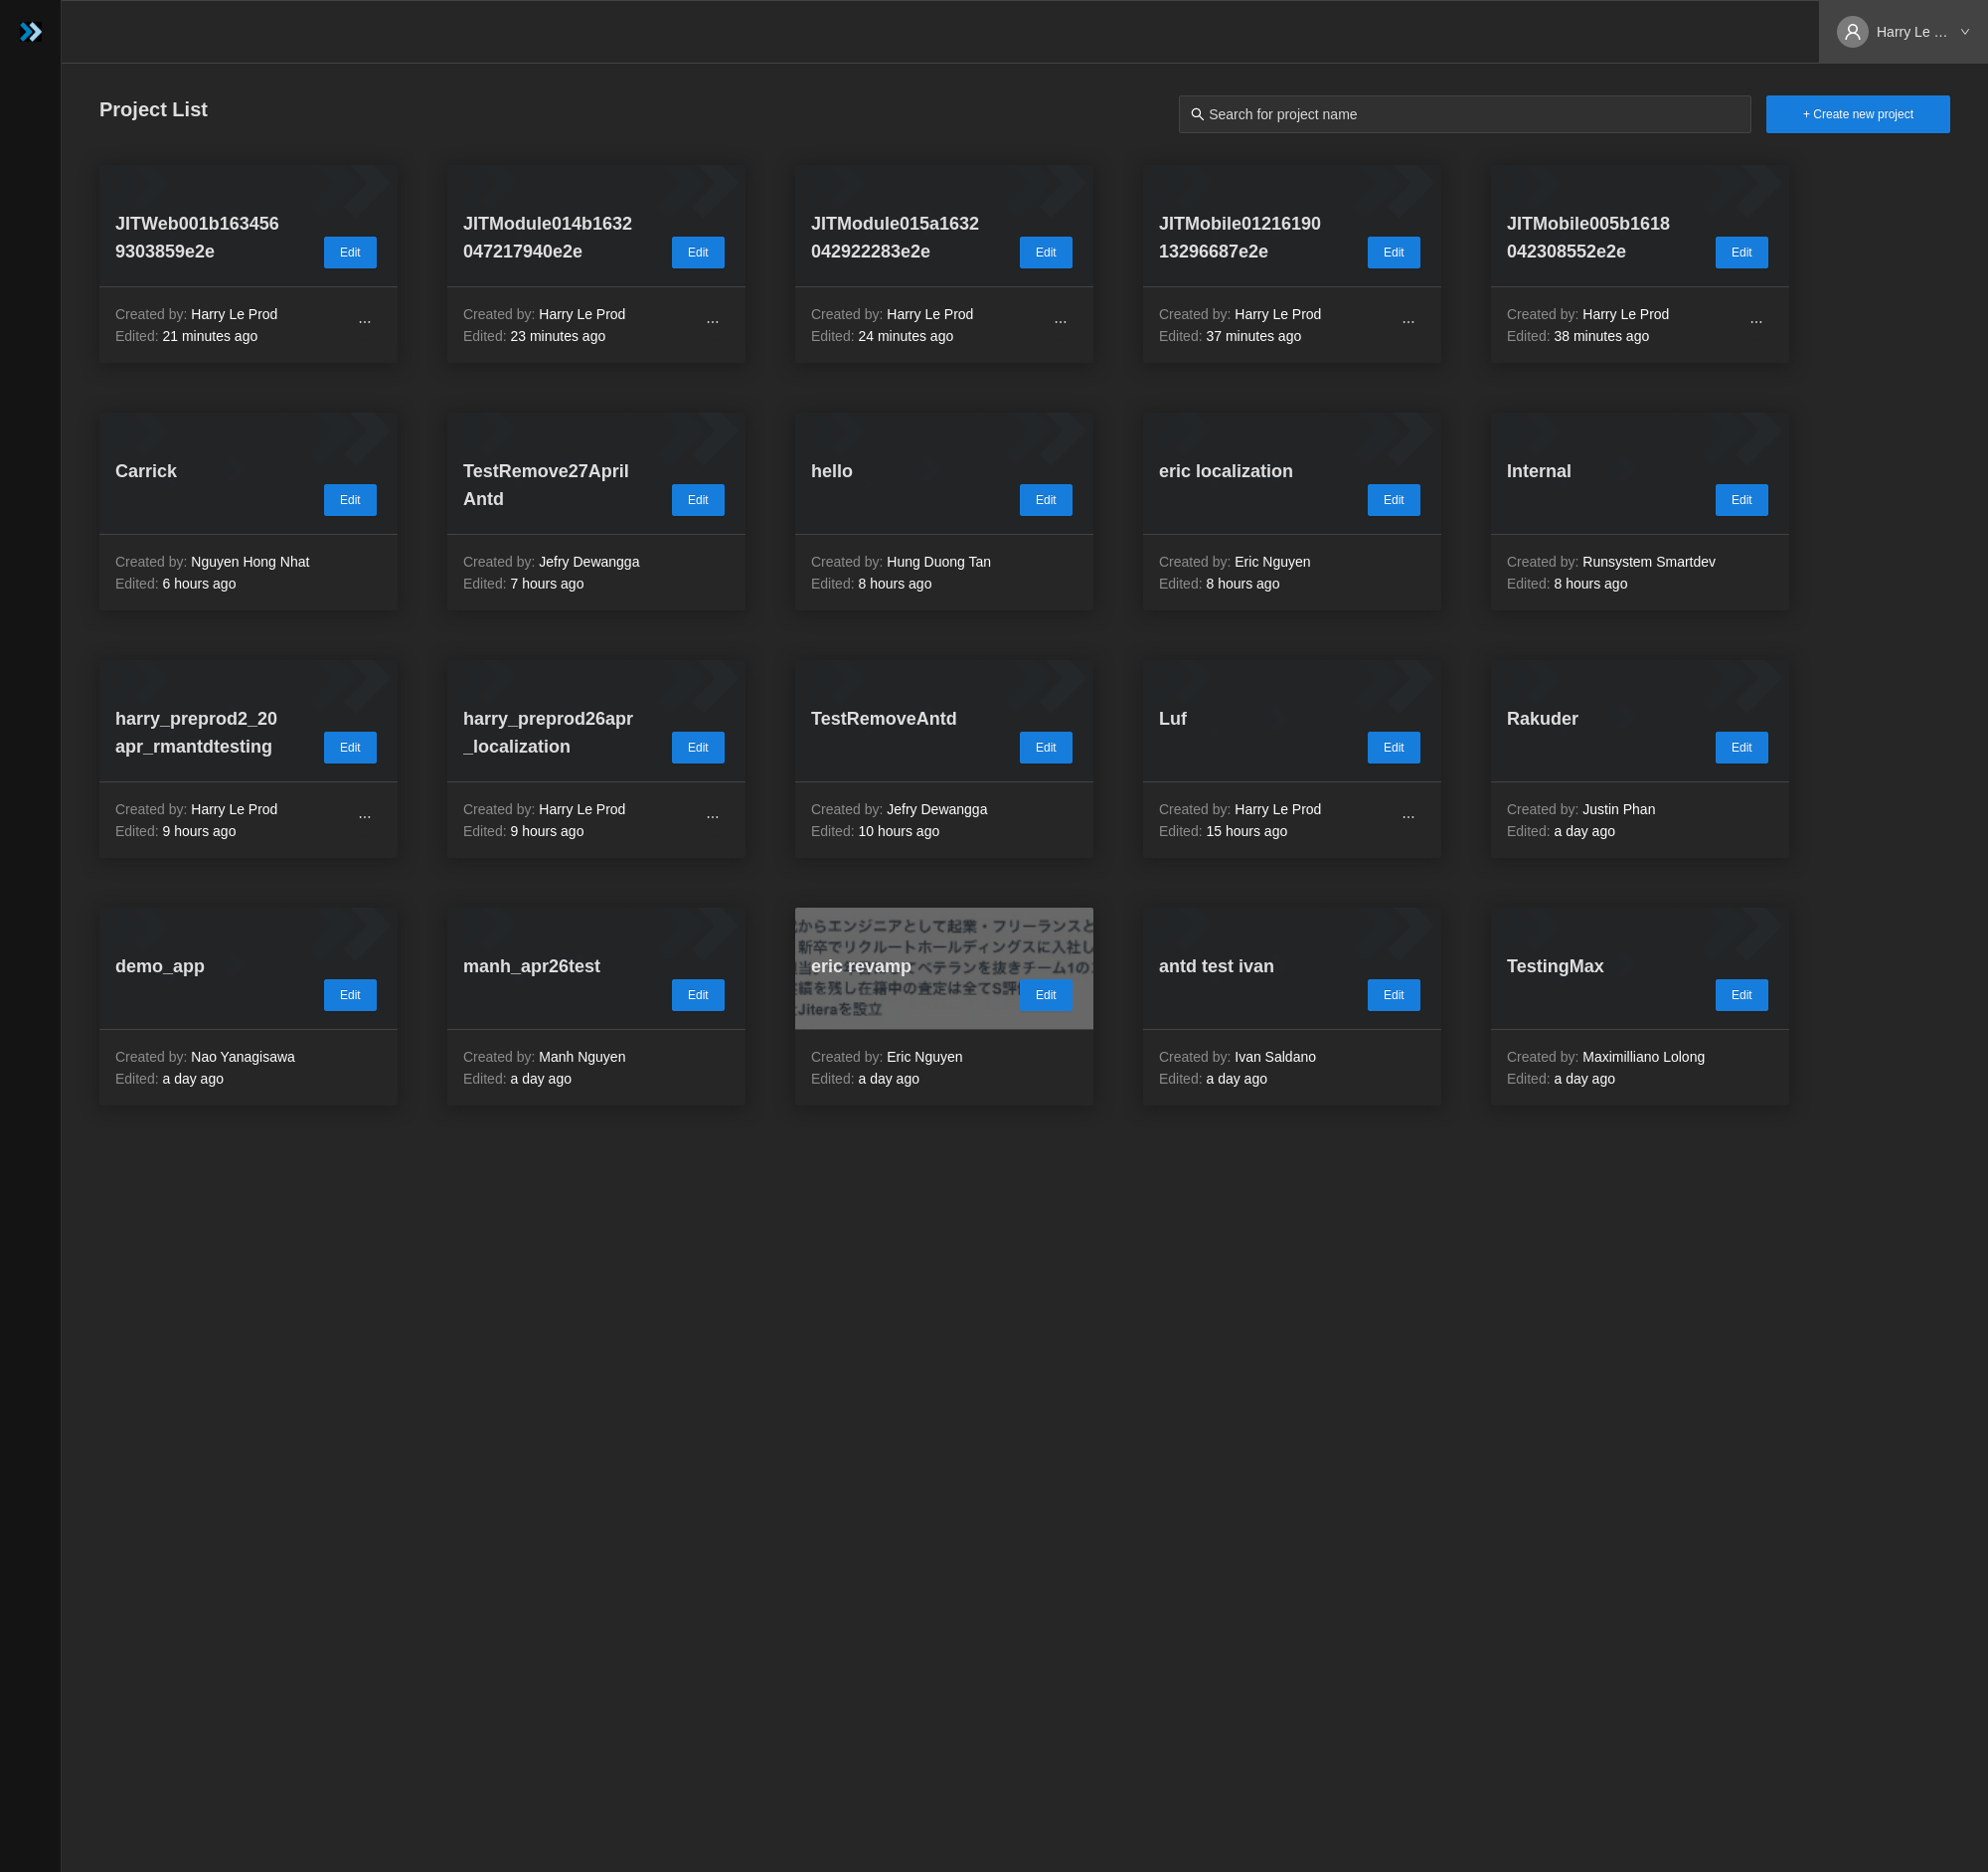 Harry Le ...
Project List
Search for project name
+ Create new project
JITWeb001b163456
9303859e2e
Edit
Created by: Harry Le Prod
Edited: 21 minutes ago
...
JITModule014b1632
047217940e2e
Edit
Created by: Harry Le Prod
Edited: 23 minutes ago
...
JITModule015a1632
042922283e2e
Edit
Created by: Harry Le Prod
Edited: 24 minutes ago
...
JITMobile01216190
13296687e2e
Edit
Created by: Harry Le Prod
Edited: 37 minutes ago
...
JITMobile005b1618
042308552e2e
Edit
Created by: Harry Le Prod
Edited: 38 minutes ago
...
Carrick
Edit
Created by: Nguyen Hong Nhat
Edited: 6 hours ago
TestRemove27April
Antd
Edit
Created by: Jefry Dewangga
Edited: 7 hours ago
hello
Edit
Created by: Hung Duong Tan
Edited: 8 hours ago
eric localization
Edit
Created by: Eric Nguyen
Edited: 8 hours ago
Internal
Edit
Created by: Runsystem Smartdev
Edited: 8 hours ago
harry_preprod2_20
apr_rmantdtesting
Edit
Created by: Harry Le Prod
Edited: 9 hours ago
...
harry_preprod26apr
_localization
Edit
Created by: Harry Le Prod
Edited: 9 hours ago
...
TestRemoveAntd
Edit
Created by: Jefry Dewangga
Edited: 10 hours ago
Luf
Edit
Created by: Harry Le Prod
Edited: 15 hours ago
...
Rakuder
Edit
Created by: Justin Phan
Edited: a day ago
demo_app
Edit
Created by: Nao Yanagisawa
Edited: a day ago
manh_apr26test
Edit
Created by: Manh Nguyen
Edited: a day ago
からエンジニアとして起業・フリーランスと
新卒でリクルートホールディングスに入社し
てベテランを抜きチーム1の
績を残し在籍中の査定は全てS評
Jiteraを設立
eric revamp
Edit
Created by: Eric Nguyen
Edited: a day ago
antd test ivan
Edit
Created by: Ivan Saldano
Edited: a day ago
TestingMax
Edit
Created by: Maximilliano Lolong
Edited: a day ago